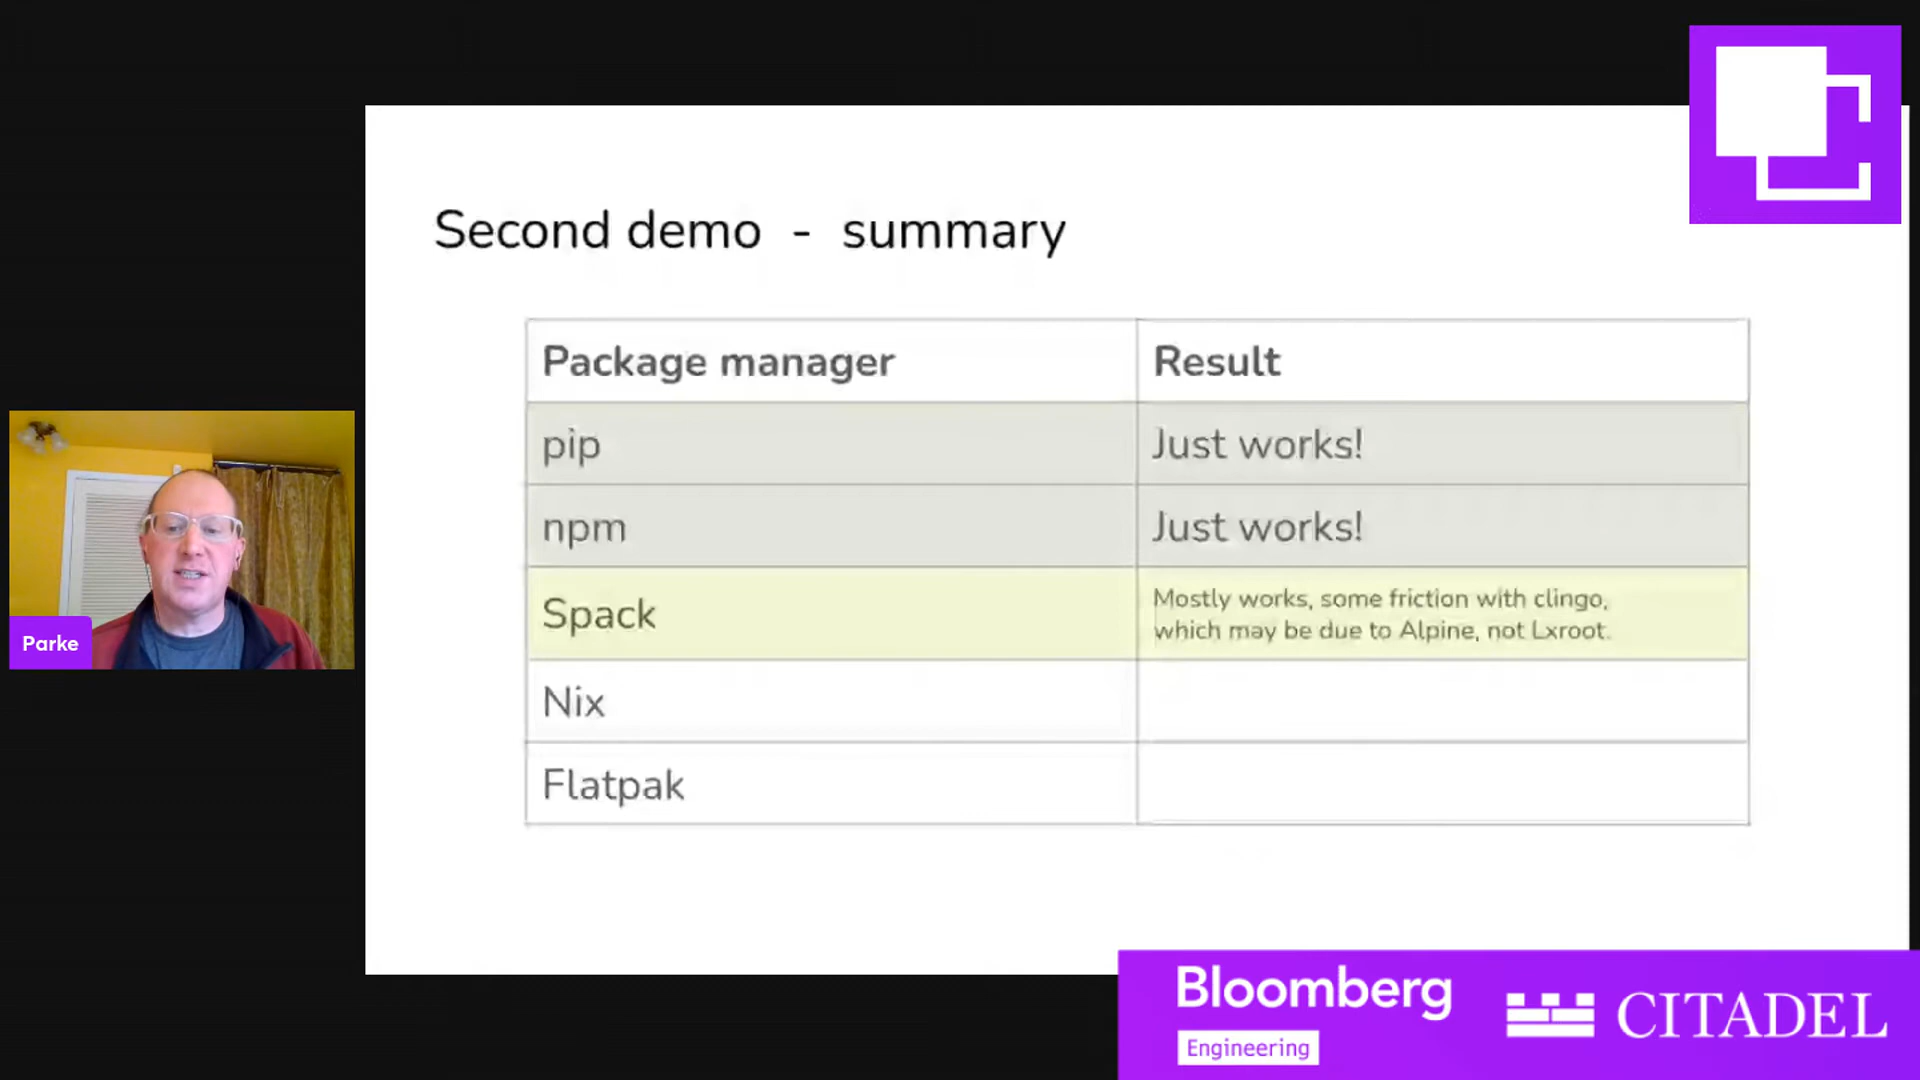 Second demo - summary
Package manager Result
pip Just works!
npm Just works!
Spack Mostly works, some friction with clingo,
which may be due to Alpine, not Lxroot.
Nix
Flatpak
Parke
Bloomberg
Engineering
CITADEL